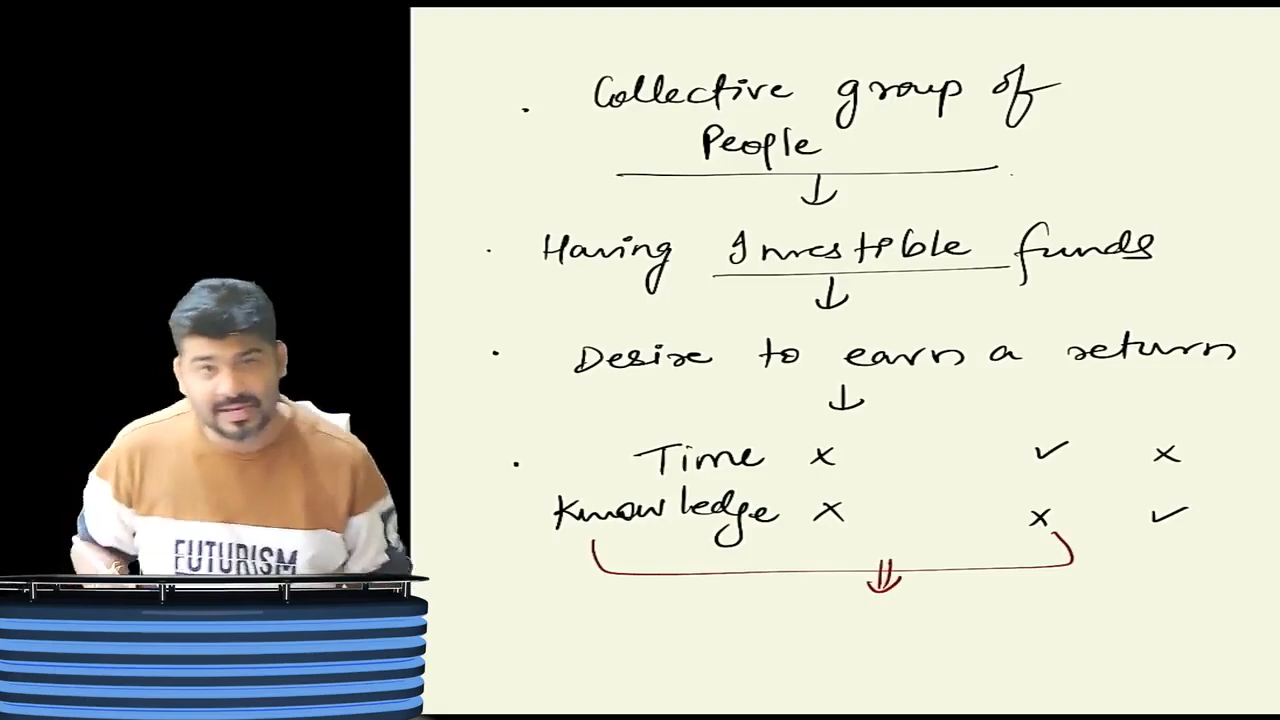 . Collective group of
People
↓
. Having Investible funds
↓
. Desire to earn a return
↓
. Time × ✓ ×
Knowledge × × ✓
⇓
FUTURISM